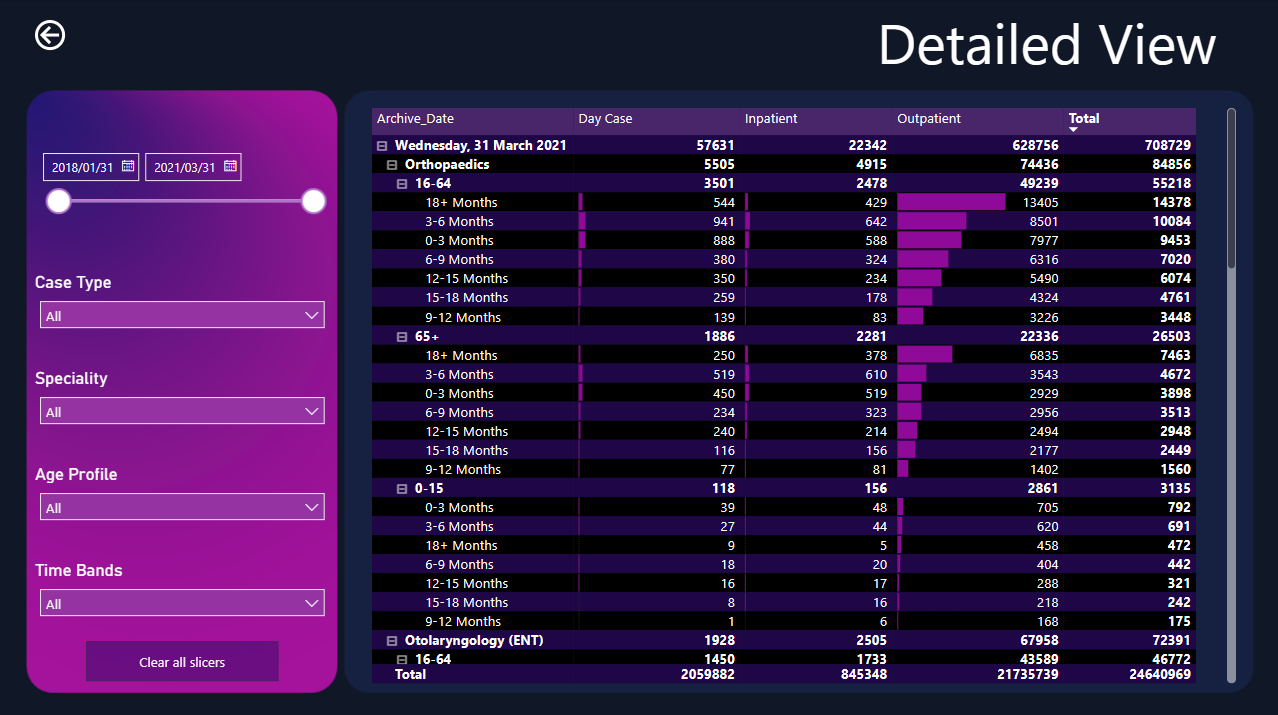 Detailed View
2018/01/31 2021/03/31
Case Type
All
Speciality
All
Age Profile
All
Time Bands
All
Clear all slicers
Archive_Date Day Case Inpatient Outpatient Total
Wednesday, 31 March 2021 57631 22342 628756 708729
Orthopaedics 5505 4915 74436 84856
16-64 3501 2478 49239 55218
18+ Months 544 429 13405 14378
3-6 Months 941 642 8501 10084
0-3 Months 888 588 7977 9453
6-9 Months 380 324 6316 7020
12-15 Months 350 234 5490 6074
15-18 Months 259 178 4324 4761
9-12 Months 139 83 3226 3448
65+ 1886 2281 22336 26503
18+ Months 250 378 6835 7463
3-6 Months 519 610 3543 4672
0-3 Months 450 519 2929 3898
6-9 Months 234 323 2956 3513
12-15 Months 240 214 2494 2948
15-18 Months 116 156 2177 2449
9-12 Months 77 81 1402 1560
0-15 118 156 2861 3135
0-3 Months 39 48 705 792
3-6 Months 27 44 620 691
18+ Months 9 5 458 472
6-9 Months 18 20 404 442
12-15 Months 16 17 288 321
15-18 Months 8 16 218 242
9-12 Months 1 6 168 175
Otolaryngology (ENT) 1928 2505 67958 72391
16-64 1450 1733 43589 46772
Total 2059882 845348 21735739 24640969